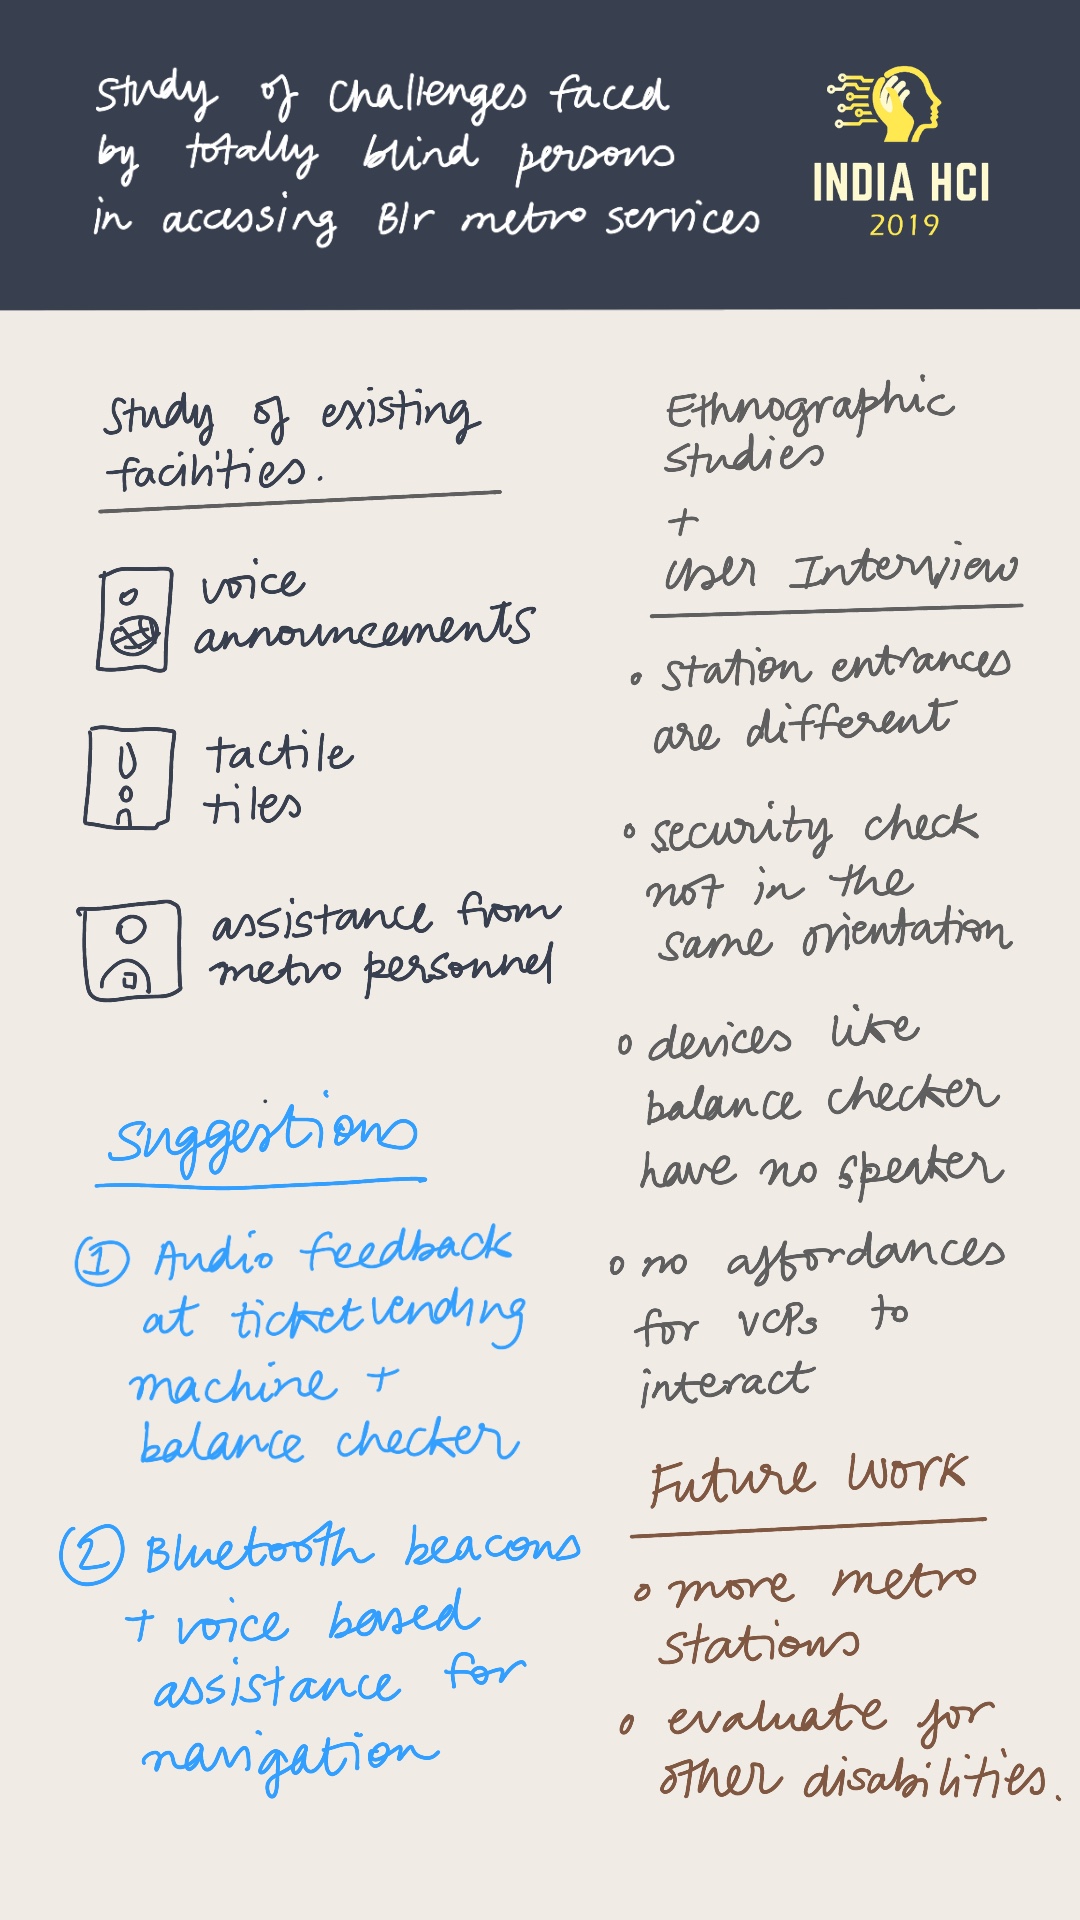 Study of challenges faced
by totally blind persons
in accessing Blr metro services
INDIA HCI
2019
Study of existing
facilities.
voice
announcements
tactile
tiles
assistance from
metro personnel
Suggestions
1 Audio feedback
at ticket vending
machine +
balance checker
2 Bluetooth beacons
+ voice based
assistance for
navigation
Ethnographic
studies
+
User Interview
• station entrances
are different
• security check
not in the
same orientation
• devices like
balance checker
have no speaker
• no affordances
for VCPs to
interact
Future Work
• more metro
stations
• evaluate for
other disabilities.